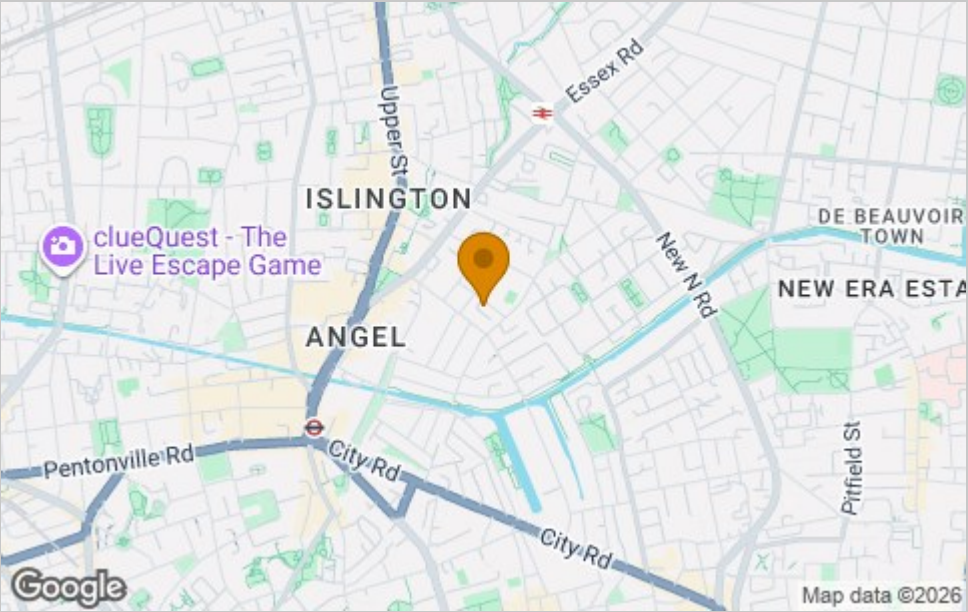 Essex Rd
Upper St
ISLINGTON
DE BEAUVOIR
TOWN
clueQuest - The
Live Escape Game
New N Rd
NEW ERA ESTA
ANGEL
Pentonville Rd
City Rd
Pitfield St
City Rd
Google
Map data ©2026